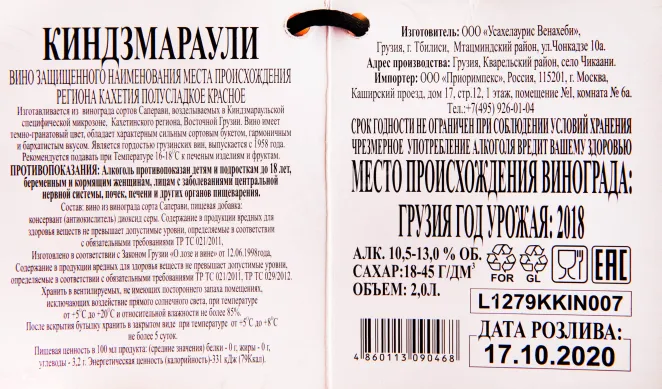 КИНДЗМАРАУЛИ
ВИНО ЗАЩИЩЕННОГО НАИМЕНОВАНИЯ МЕСТА ПРОИСХОЖДЕНИЯ
РЕГИОНА КАХЕТИЯ ПОЛУСЛАДКОЕ КРАСНОЕ
Изготавливается из винограда сортов Саперави, возделываемых в Киндзмараульской
специфической микрозоне, Кахетинского региона, Восточной Грузии. Вино имеет
темно-гранатовый цвет, обладает характерным сильным сортовым букетом, гармоничным
и бархатистым вкусом. Является гордостью грузинских вин, выпускается с 1958 года.
Рекомендуется подавать при Температуре 16-18°С к печеным изделиям и фруктам.
ПРОТИВОПОКАЗАНИЯ: Алкоголь противопоказан детям и подросткам до 18 лет,
беременным и кормящим женщинам, лицам с заболеваниями центральной
нервной системы, почек, печени и других органов пищеварения.
Состав: вино из винограда сорта Саперави, пищевая добавка:
консервант (антиокислитель) диоксид серы. Содержание в продукции вредных для
здоровья веществ не превышает допустимые уровни, определяемые в соответствии
с обязательными требованиями ТР ТС 021/2011,
Изготовлено в соответствии с Законом Грузии «О лозе и вине» от 12.06.1998года.
Содержание в продукции вредных для здоровья веществ не превышает допустимые уровни,
определяемые в соответствии с обязательными требованиями ТР ТС 021/2011, ТР ТС 029/2012.
Хранить в вентилируемых, не имеющих постороннего запаха помещениях,
исключающих воздействие прямого солнечного света, при температуре
от +5°С до +20°С и относительной влажности не более 85%.
После вскрытия бутылку хранить в закрытом виде при температуре от +5°С до +8°С
не более 5 суток.
Пищевая ценность в 100 мл продукта: (средние значения) белки - 0 г, жиры - 0 г,
углеводы - 3,2 г. Энергетическая ценность (калорийность)-331 кДж (79Ккал).
Изготовитель: ООО «Усахелаурис Венахеби»,
Грузия, г. Тбилиси, Мтацминдский район, ул.Чонкадзе 10а.
Адрес производства: Грузия, Кварельский район, село Чикаани.
Импортер: ООО «Приоримпекс», Россия, 115201, г. Москва,
Каширский проезд, дом 17, стр.12, 1 этаж, помещение №I, комната № 6а.
Тел.:+7(495) 926-01-04
СРОК ГОДНОСТИ НЕ ОГРАНИЧЕН ПРИ СОБЛЮДЕНИИ УСЛОВИЙ ХРАНЕНИЯ
ЧРЕЗМЕРНОЕ УПОТРЕБЛЕНИЕ АЛКОГОЛЯ ВРЕДИТ ВАШЕМУ ЗДОРОВЬЮ
МЕСТО ПРОИСХОЖДЕНИЯ ВИНОГРАДА:
ГРУЗИЯ ГОД УРОЖАЯ: 2018
АЛК. 10,5-13,0 % ОБ.
САХАР:18-45 Г/ДМ³
ОБЪЕМ: 2,0Л.
FOR GL
EAC
L1279KKIN007
ДАТА РОЗЛИВА:
17.10.2020
4 860113 090468